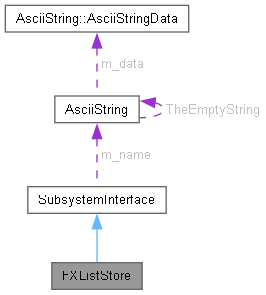 AsciiString::AsciiStringData
m_data
AsciiString
TheEmptyString
m_name
SubsystemInterface
FXListStore